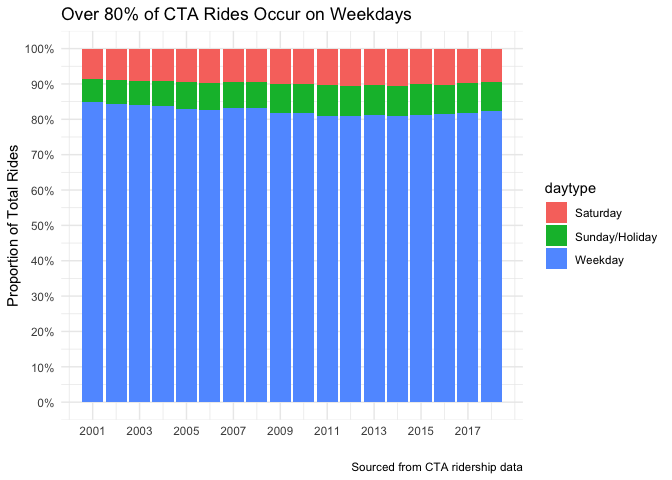 Over 80% of CTA Rides Occur on Weekdays
Proportion of Total Rides
100%
90%
80%
70%
60%
50%
40%
30%
20%
10%
0%
2001 2003 2005 2007 2009 2011 2013 2015 2017
daytype
Saturday
Sunday/Holiday
Weekday
Sourced from CTA ridership data